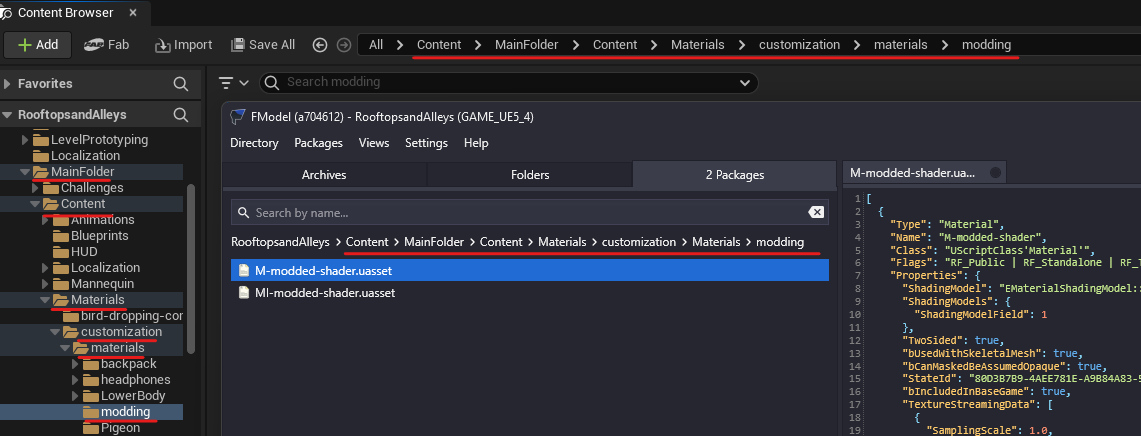 Content Browser
Add Fab Import Save All All Content MainFolder Content Materials customization materials modding
Favorites
Search modding
RooftopsandAlleys
LevelPrototyping
Localization
MainFolder
Challenges
Content
Animations
Blueprints
HUD
Localization
Mannequin
Materials
bird-dropping-cor
customization
materials
backpack
headphones
LowerBody
modding
Pigeon
FModel (a704612) - RooftopsandAlleys (GAME_UE5_4)
Directory Packages Views Settings Help
Archives Folders 2 Packages
Search by name...
RooftopsandAlleys > Content > MainFolder > Content > Materials > customization > Materials > modding
M-modded-shader.uasset
MI-modded-shader.uasset
M-modded-shader.ua...
1 [
2 {
3 "Type": "Material",
4 "Name": "M-modded-shader",
5 "Class": "UScriptClass'Material'",
6 "Flags": "RF_Public | RF_Standalone | RF_T
7 "Properties": {
8 "ShadingModel": "EMaterialShadingModel::
9 "ShadingModels": {
10 "ShadingModelField": 1
11 },
12 "TwoSided": true,
13 "bUsedWithSkeletalMesh": true,
14 "bCanMaskedBeAssumedOpaque": true,
15 "StateId": "80D3B7B9-4AEE781E-A9B84A83-5
16 "bIncludedInBaseGame": true,
17 "TextureStreamingData": [
18 {
19 "SamplingScale": 1.0,